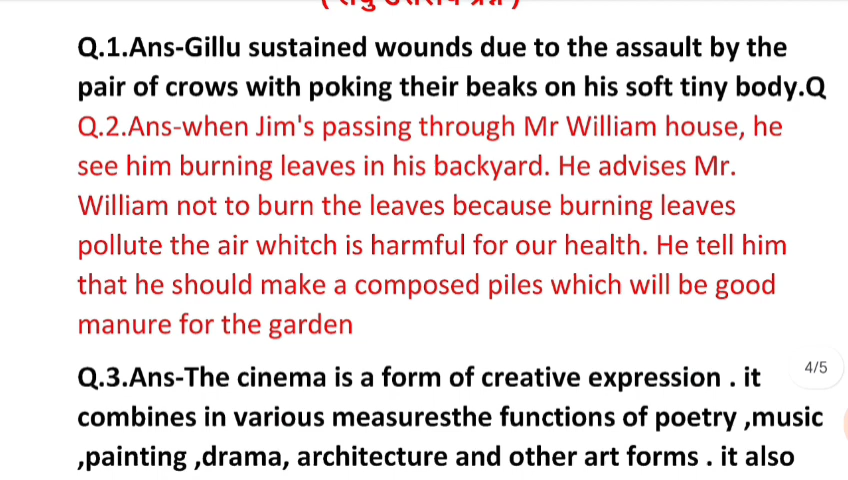 Q.1.Ans-Gillu sustained wounds due to the assault by the
pair of crows with poking their beaks on his soft tiny body.Q
Q.2.Ans-when Jim's passing through Mr William house, he
see him burning leaves in his backyard. He advises Mr.
William not to burn the leaves because burning leaves
pollute the air whitch is harmful for our health. He tell him
that he should make a composed piles which will be good
manure for the garden
4/5
Q.3.Ans-The cinema is a form of creative expression . it
combines in various measuresthe functions of poetry ,music
,painting ,drama, architecture and other art forms . it also